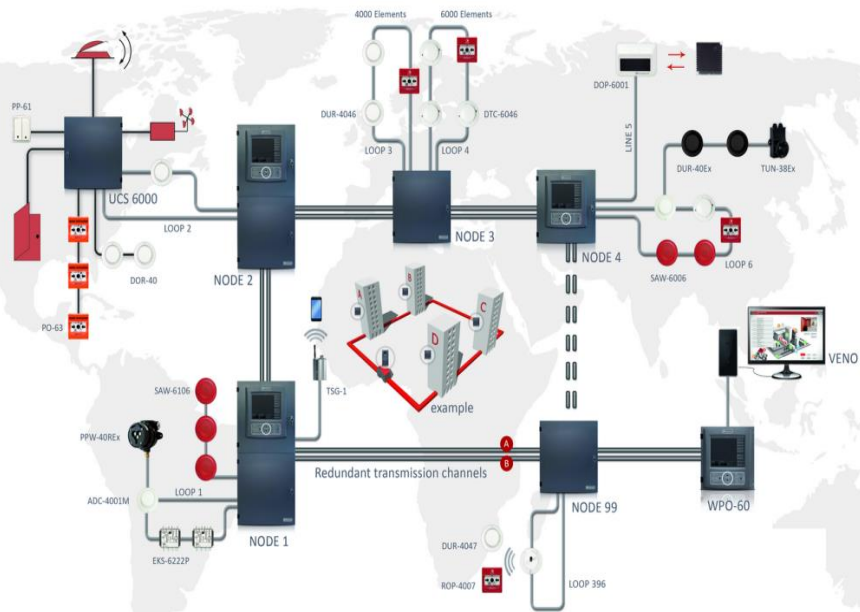 4000 Elements
6000 Elements
PP-61
DUR-4046
DTC-6046
LOOP 3
LOOP 4
DOP-6001
LINE 5
DUR-40Ex
TUN-38Ex
UCS 6000
LOOP 2
NODE 2
NODE 3
NODE 4
SAW-6006
LOOP 6
DOR-40
PO-63
A
B
C
D
example
TSG-1
VENO
SAW-6106
PPW-40REx
LOOP 1
ADC-4001M
EKS-6222P
NODE 1
A
B
Redundant transmission channels
NODE 99
WPO-60
DUR-4047
ROP-4007
LOOP 396